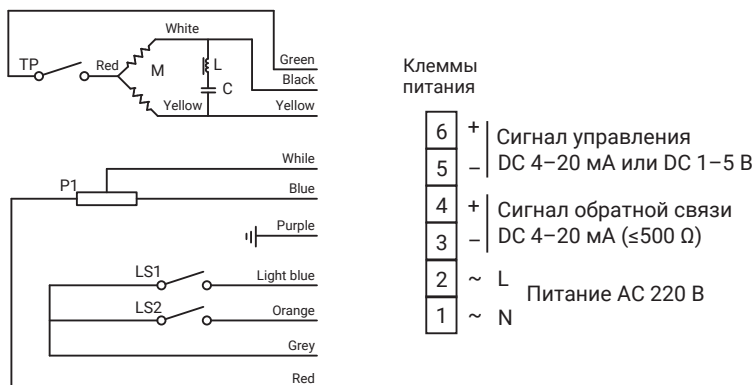 White
Green
TP
Red
M
L
Black
C
Yellow
Yellow
While
P1
Blue
Purple
LS1
Light blue
LS2
Orange
Grey
Red
Клеммы
питания
6 +
Сигнал управления
5 –
DC 4–20 мА или DC 1–5 В
4 +
Сигнал обратной связи
3 –
DC 4–20 мА (≤500 Ω)
2 ~ L
Питание AC 220 В
1 ~ N